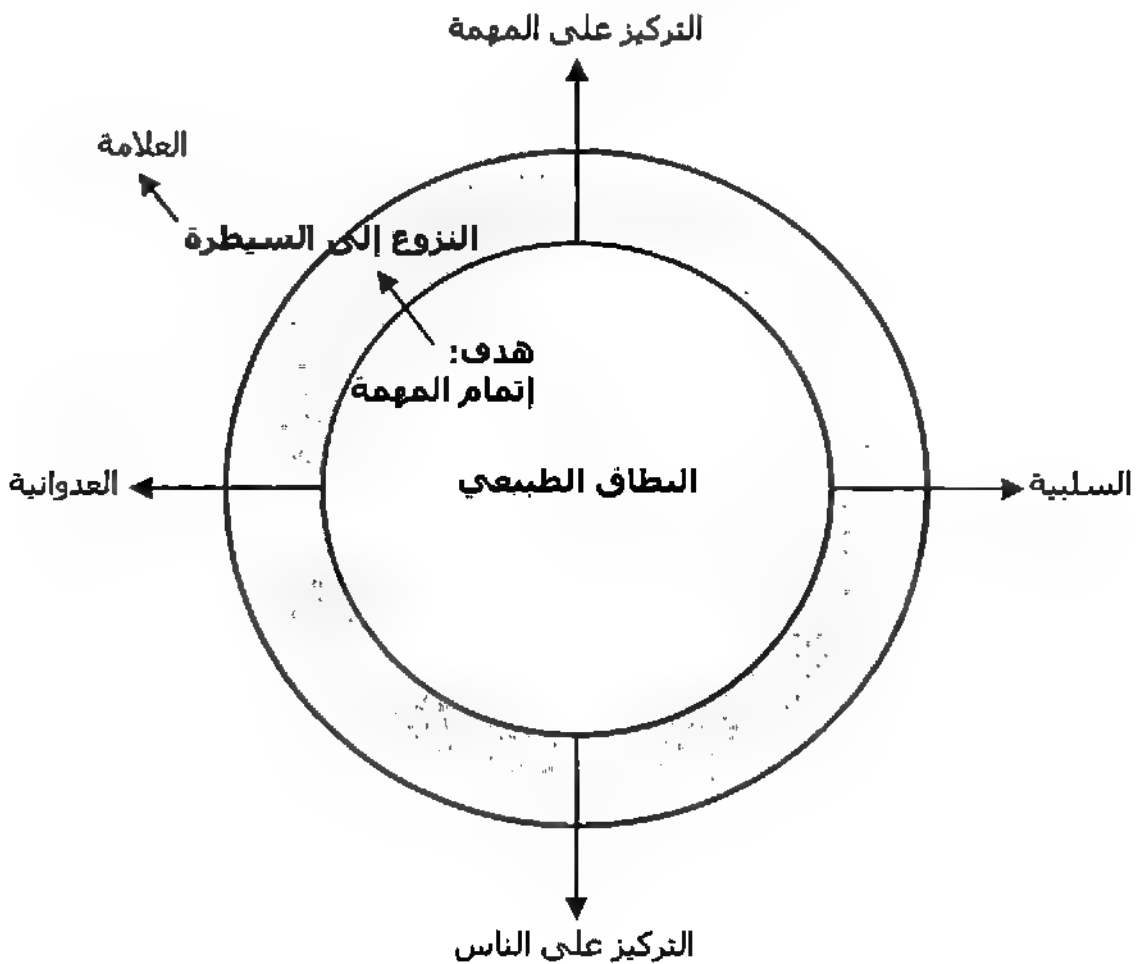 التركيز على المهمة
العلامة
النزوع إلى السيطرة
هدف:
إتمام المهمة
العدوانية
النطاق الطبيعي
السلبية
التركيز على الناس